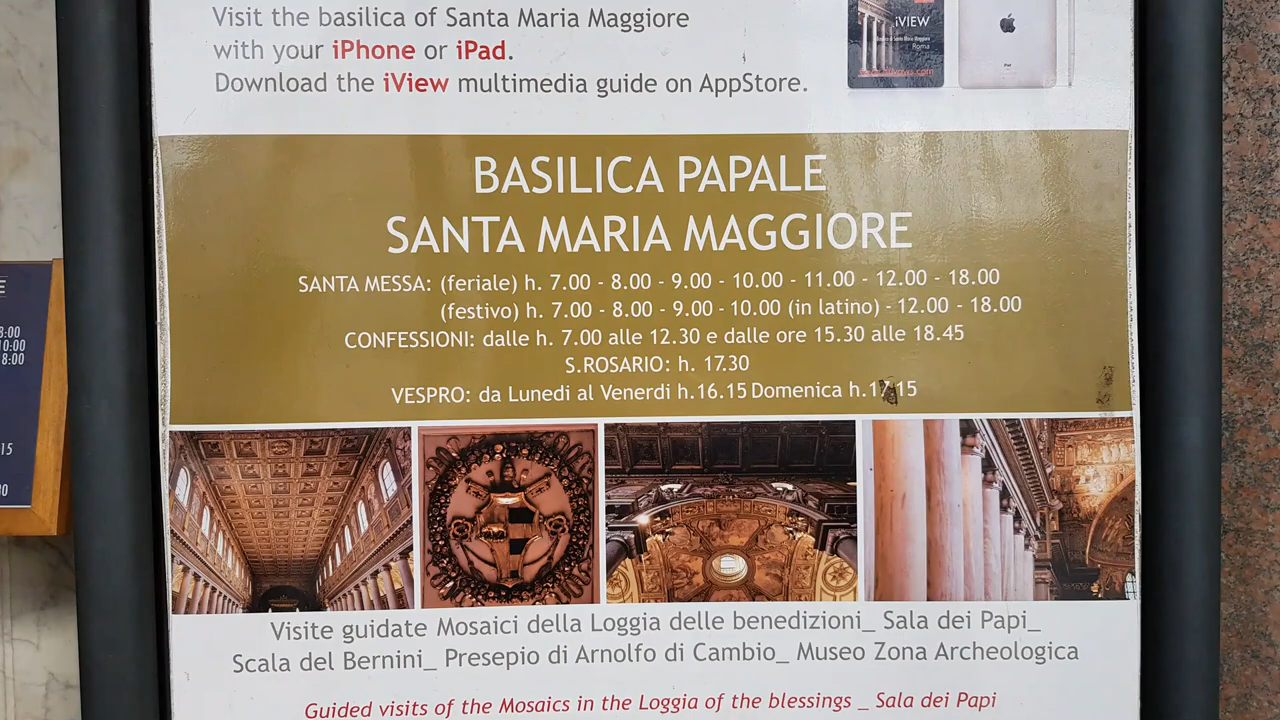 Visit the basilica of Santa Maria Maggiore
with your iPhone or iPad.
Download the iView multimedia guide on AppStore.
iVIEW
Roma
iPad
BASILICA PAPALE
SANTA MARIA MAGGIORE
SANTA MESSA: (feriale) h. 7.00 - 8.00 - 9.00 - 10.00 - 11.00 - 12.00 - 18.00
(festivo) h. 7.00 - 8.00 - 9.00 - 10.00 (in latino) - 12.00 - 18.00
CONFESSIONI: dalle h. 7.00 alle 12.30 e dalle ore 15.30 alle 18.45
S.ROSARIO: h. 17.30
VESPRO: da Lunedi al Venerdi h.16.15 Domenica h.17.15
Visite guidate Mosaici della Loggia delle benedizioni_ Sala dei Papi_
Scala del Bernini_ Presepio di Arnolfo di Cambio_ Museo Zona Archeologica
Guided visits of the Mosaics in the Loggia of the blessings _ Sala dei Papi